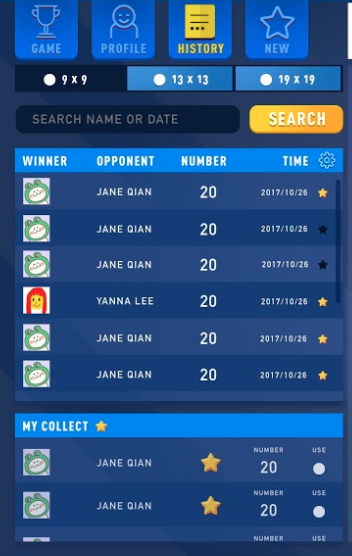 GAME PROFILE HISTORY NEW
9 X 9 13 X 13 19 X 19
SEARCH NAME OR DATE SEARCH
WINNER OPPONENT NUMBER TIME
JANE QIAN 20 2017/10/26
JANE QIAN 20 2017/10/26
JANE QIAN 20 2017/10/26
YANNA LEE 20 2017/10/26
JANE QIAN 20 2017/10/26
JANE QIAN 20 2017/10/26
MY COLLECT
NUMBER USE
JANE QIAN 20
NUMBER USE
JANE QIAN 20
NUMBER USE